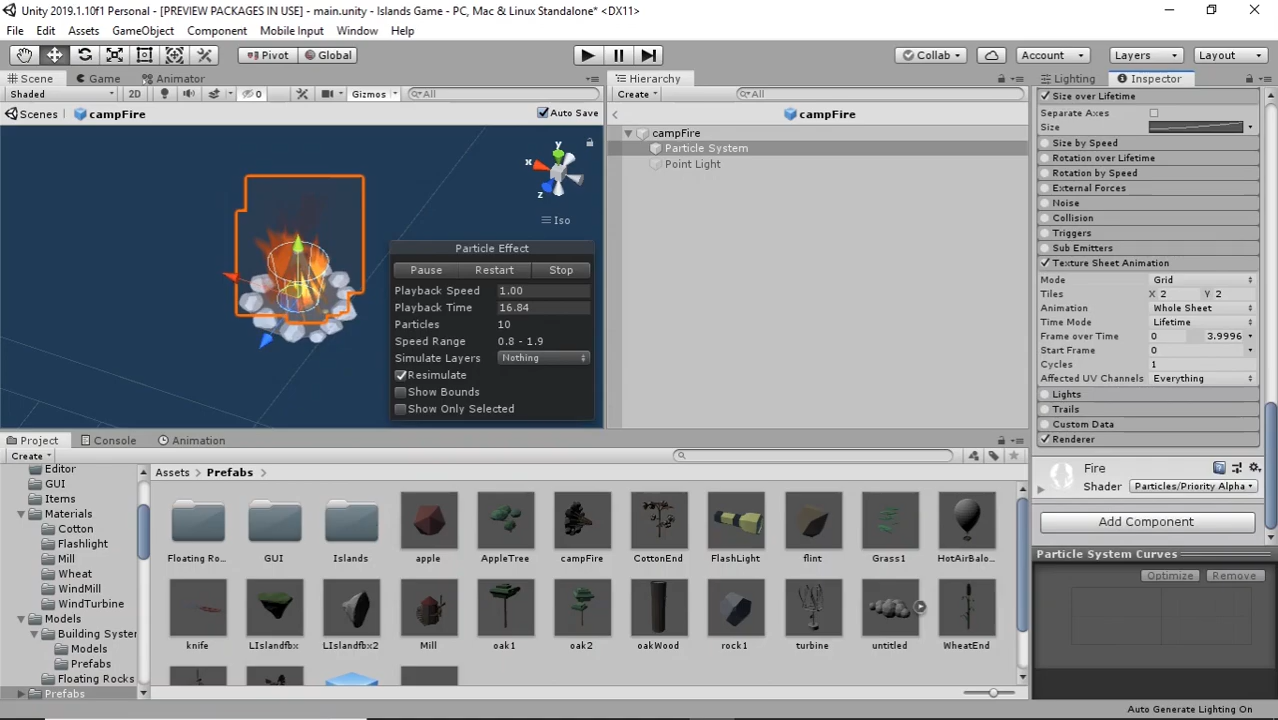 Unity 2019.1.10f1 Personal - [PREVIEW PACKAGES IN USE] - main.unity - Islands Game - PC, Mac & Linux Standalone* <DX11>
File Edit Assets GameObject Component Mobile Input Window Help
Pivot Global Collab Account Layers Layout
Scene Game Animator
Shaded 2D 0 Gizmos All
Scenes campFire Auto Save
y
x
z
Iso
Particle Effect
Pause Restart Stop
Playback Speed 1.00
Playback Time 16.84
Particles 10
Speed Range 0.8 - 1.9
Simulate Layers Nothing
Resimulate
Show Bounds
Show Only Selected
Hierarchy
Create All
campFire
campFire
Particle System
Point Light
Lighting Inspector
Size over Lifetime
Separate Axes
Size
Size by Speed
Rotation over Lifetime
Rotation by Speed
External Forces
Noise
Collision
Triggers
Sub Emitters
Texture Sheet Animation
Mode Grid
Tiles X 2 Y 2
Animation Whole Sheet
Time Mode Lifetime
Frame over Time 0 3.9996
Start Frame 0
Cycles 1
Affected UV Channels Everything
Lights
Trails
Custom Data
Renderer
Fire
Shader Particles/Priority Alpha
Add Component
Particle System Curves
Optimize Remove
Project Console Animation
Create
Editor
GUI
Items
Materials
Cotton
Flashlight
Mill
Wheat
WindMill
WindTurbine
Models
Building Syster
Models
Prefabs
Floating Rocks
Prefabs
Assets > Prefabs >
Floating Ro... GUI Islands apple AppleTree campFire CottonEnd FlashLight flint Grass1 HotAirBalo...
knife LIslandfbx LIslandfbx2 Mill oak1 oak2 oakWood rock1 turbine untitled WheatEnd
Auto Generate Lighting On